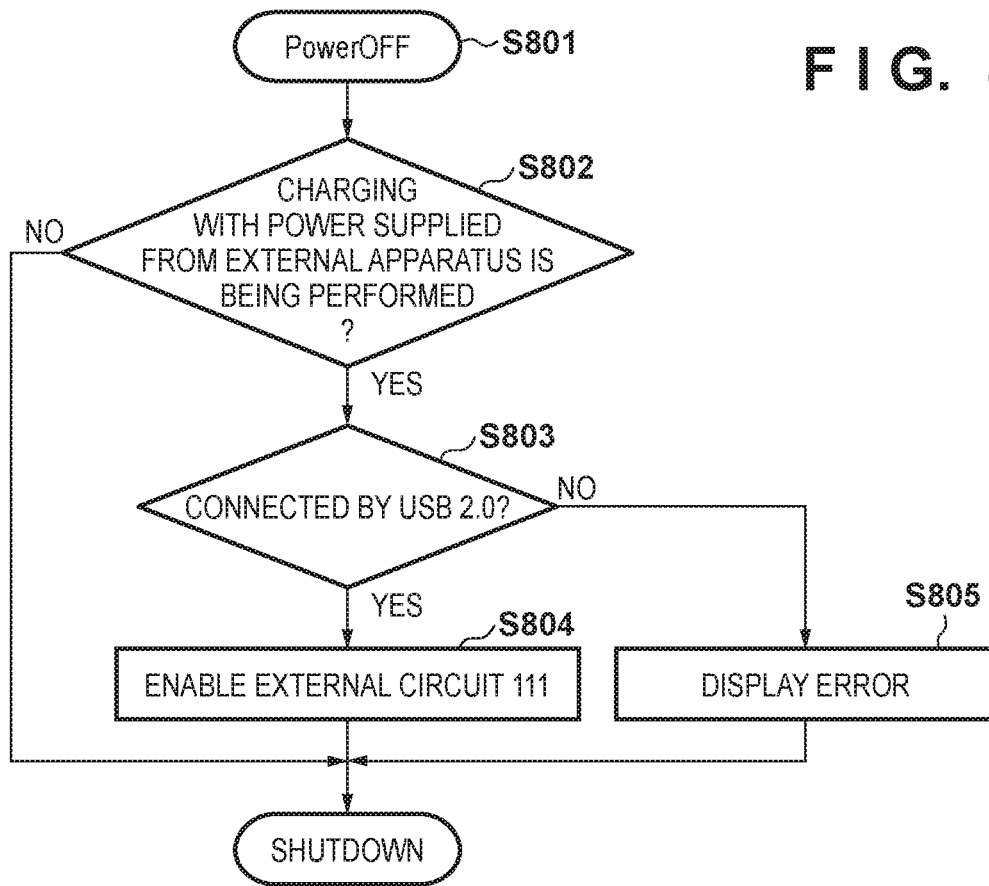 PowerOFF
S801
F I G.
S802
CHARGING
WITH POWER SUPPLIED
FROM EXTERNAL APPARATUS IS
BEING PERFORMED
?
NO
YES
S803
CONNECTED BY USB 2.0?
NO
YES
S804
S805
ENABLE EXTERNAL CIRCUIT 111
DISPLAY ERROR
SHUTDOWN